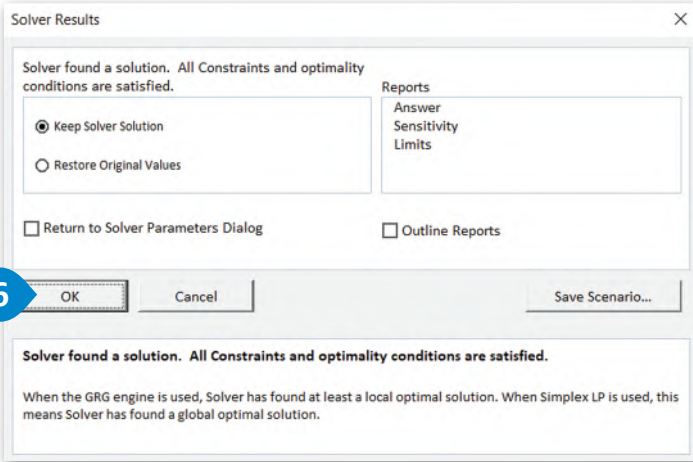 Solver Results
Solver found a solution. All Constraints and optimality
conditions are satisfied.
Keep Solver Solution
Restore Original Values
Reports
Answer
Sensitivity
Limits
Return to Solver Parameters Dialog
Outline Reports
6
OK
Cancel
Save Scenario...
Solver found a solution. All Constraints and optimality conditions are satisfied.
When the GRG engine is used, Solver has found at least a local optimal solution. When Simplex LP is used, this
means Solver has found a global optimal solution.